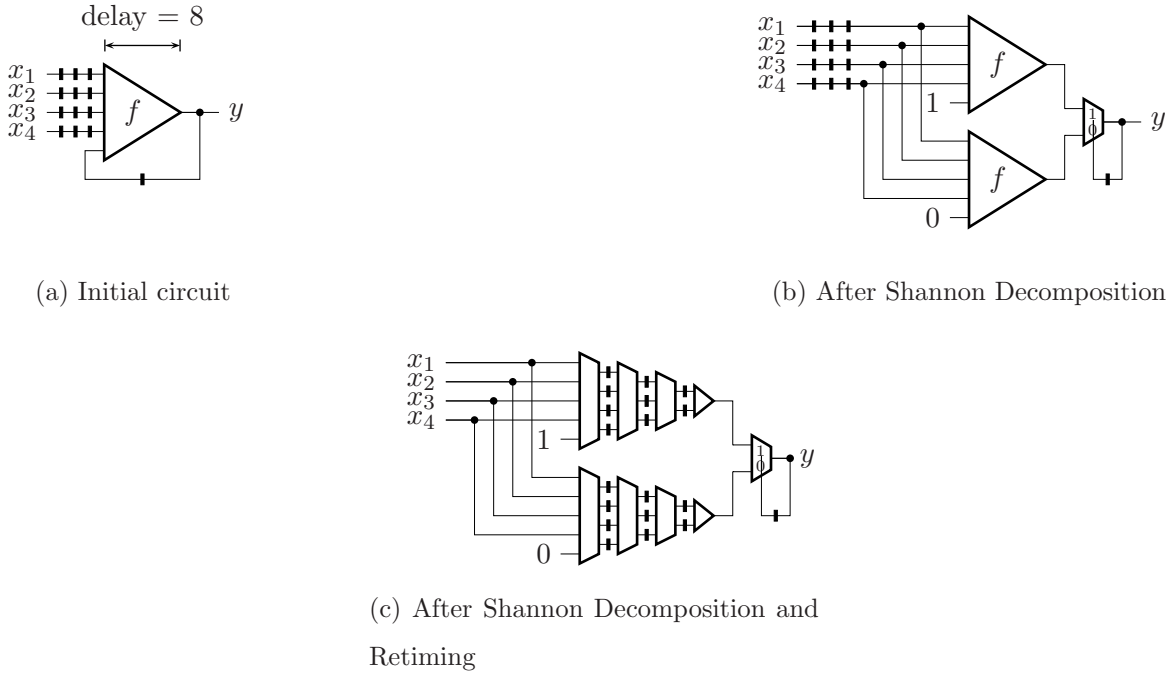 delay = 8
x₁
x₂
x₃
x₄
f
y
(a) Initial circuit
x₁
x₂
x₃
x₄
1
f
f
0
1
0
y
(b) After Shannon Decomposition
x₁
x₂
x₃
x₄
1
0
1
0
y
(c) After Shannon Decomposition and
Retiming